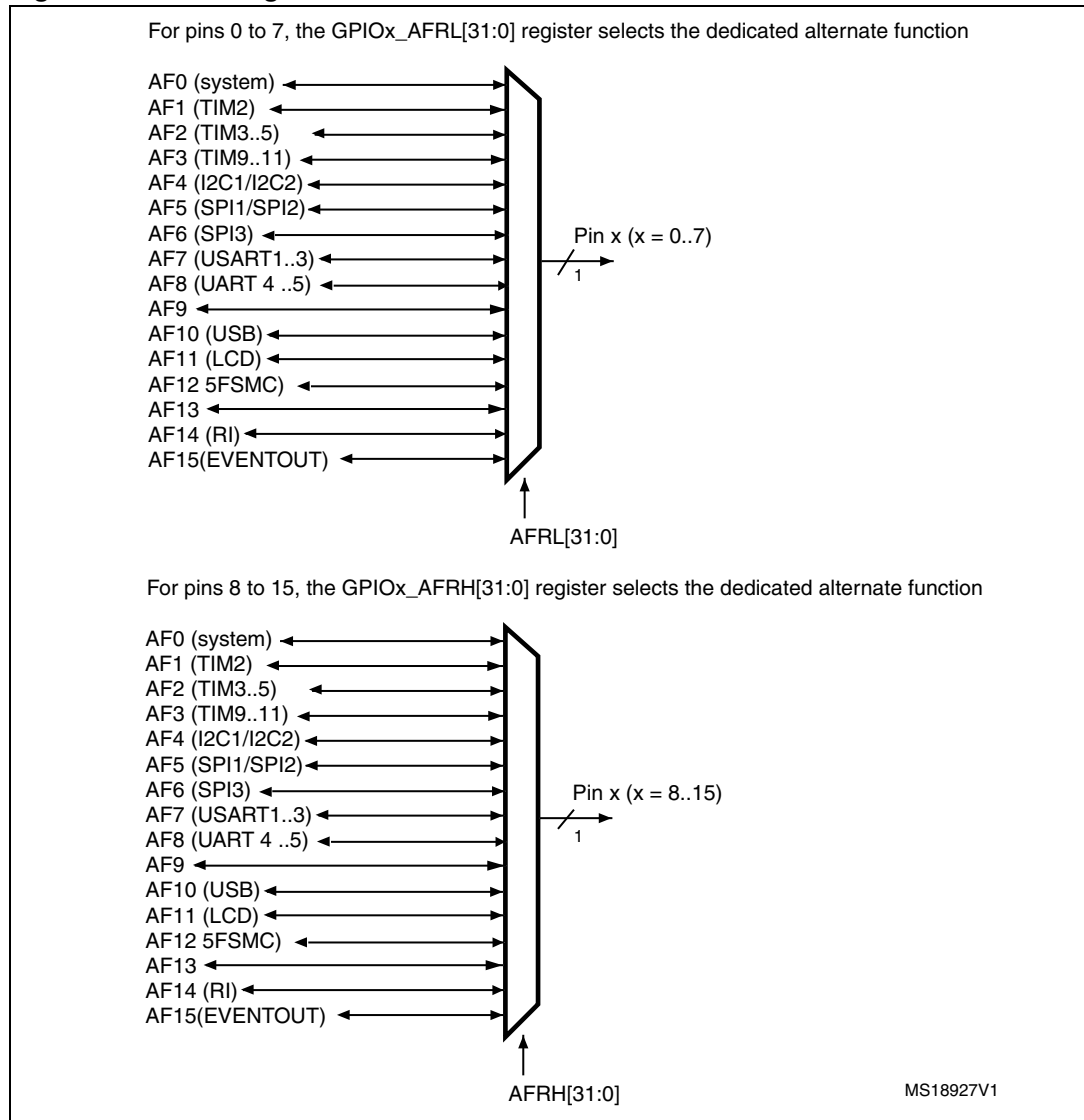 For pins 0 to 7, the GPIOx_AFRL[31:0] register selects the dedicated alternate function
AF0 (system)
AF1 (TIM2)
AF2 (TIM3..5)
AF3 (TIM9..11)
AF4 (I2C1/I2C2)
AF5 (SPI1/SPI2)
AF6 (SPI3)
AF7 (USART1..3)
AF8 (UART 4 ..5)
AF9
AF10 (USB)
AF11 (LCD)
AF12 5FSMC)
AF13
AF14 (RI)
AF15(EVENTOUT)
Pin x (x = 0..7)
1
AFRL[31:0]
For pins 8 to 15, the GPIOx_AFRH[31:0] register selects the dedicated alternate function
AF0 (system)
AF1 (TIM2)
AF2 (TIM3..5)
AF3 (TIM9..11)
AF4 (I2C1/I2C2)
AF5 (SPI1/SPI2)
AF6 (SPI3)
AF7 (USART1..3)
AF8 (UART 4 ..5)
AF9
AF10 (USB)
AF11 (LCD)
AF12 5FSMC)
AF13
AF14 (RI)
AF15(EVENTOUT)
Pin x (x = 8..15)
1
AFRH[31:0]
MS18927V1